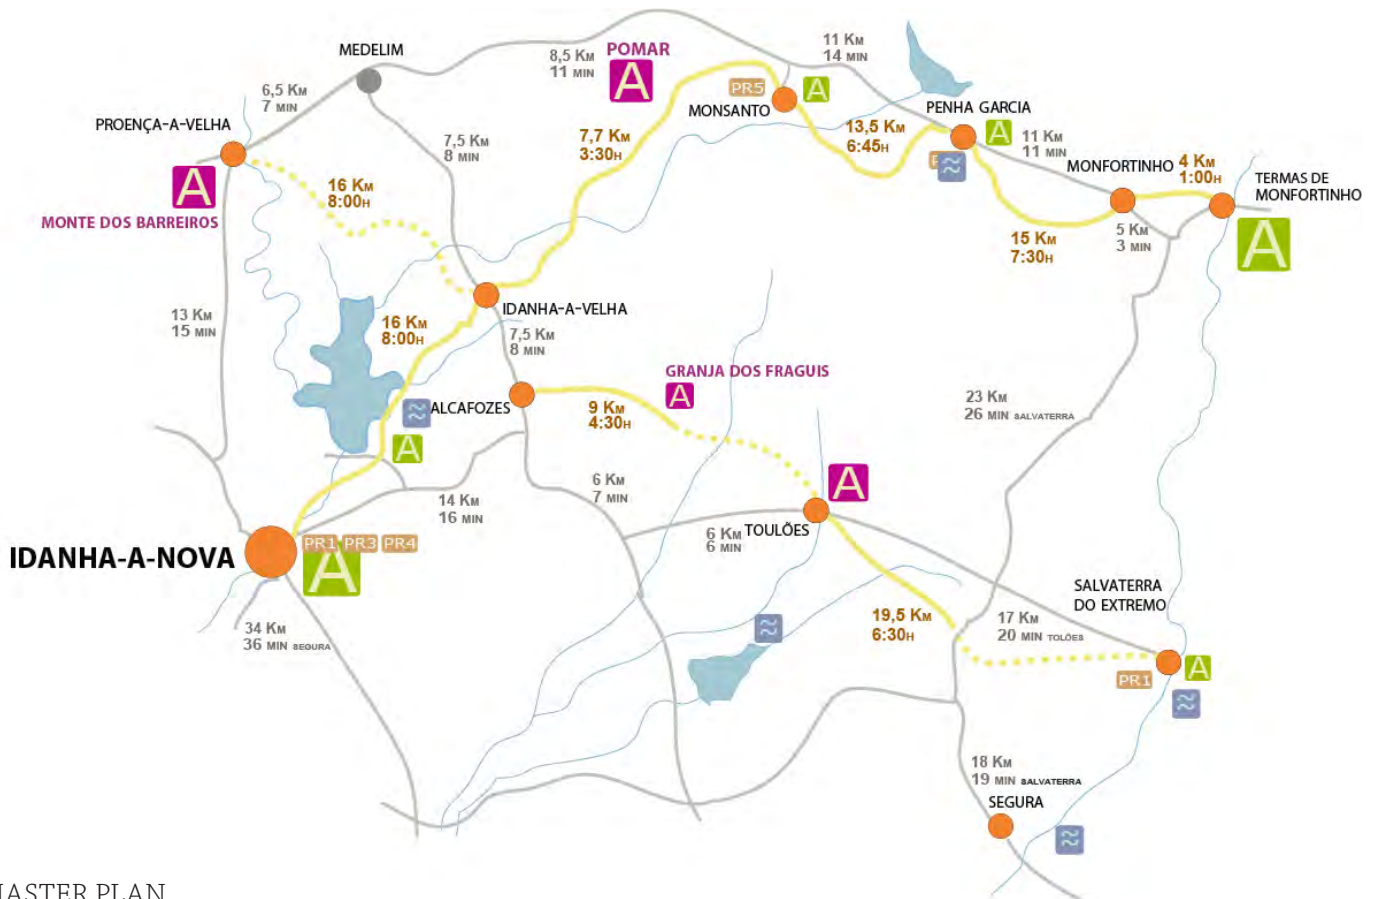 MEDELIM
8,5 KM
11 MIN
POMAR
A
11 KM
14 MIN
6,5 KM
7 MIN
PROENÇA-A-VELHA
A
MONTE DOS BARREIROS
7,5 KM
8 MIN
7,7 KM
3:30H
PR5
A
MONSANTO
13,5 KM
6:45H
PENHA GARCIA
A
11 KM
11 MIN
MONFORTINHO
4 KM
1:00H
TERMAS DE
MONFORTINHO
A
16 KM
8:00H
15 KM
7:30H
5 KM
3 MIN
13 KM
15 MIN
16 KM
8:00H
IDANHA-A-VELHA
7,5 KM
8 MIN
GRANJA DOS FRAGUIS
A
ALCAFOZES
9 KM
4:30H
23 KM
26 MIN SALVATERRA
A
A
6 KM
7 MIN
14 KM
16 MIN
TOULÕES
6 KM
6 MIN
IDANHA-A-NOVA
PR1 PR3 PR4
A
SALVATERRA
DO EXTREMO
19,5 KM
6:30H
17 KM
20 MIN TOLÕES
34 KM
36 MIN SEGURA
A
PR1
18 KM
19 MIN SALVATERRA
SEGURA
MASTER PLAN